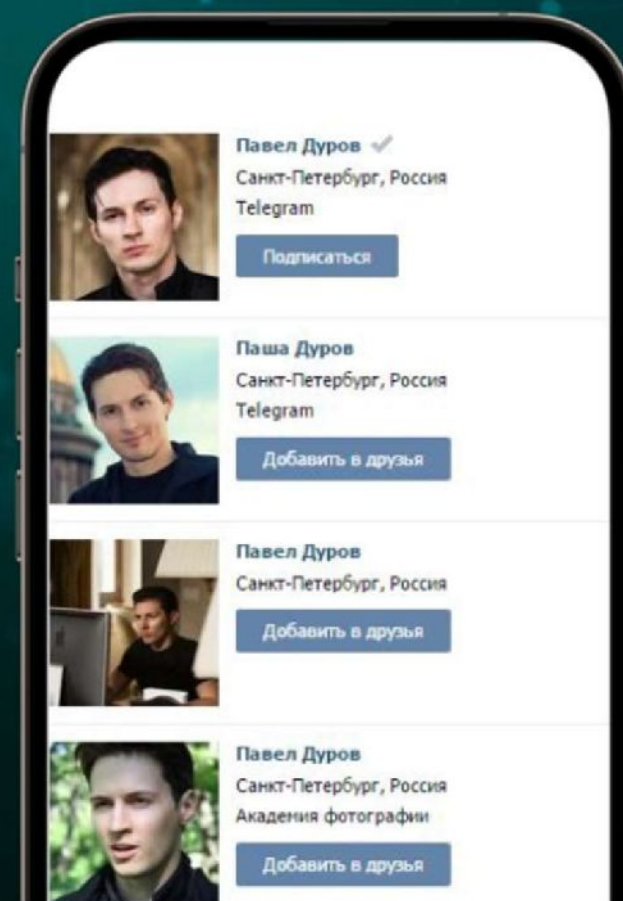 Павел Дуров
Санкт-Петербург, Россия
Telegram
Подписаться
Паша Дуров
Санкт-Петербург, Россия
Telegram
Добавить в друзья
Павел Дуров
Санкт-Петербург, Россия
Добавить в друзья
Павел Дуров
Санкт-Петербург, Россия
Академия фотографии
Добавить в друзья